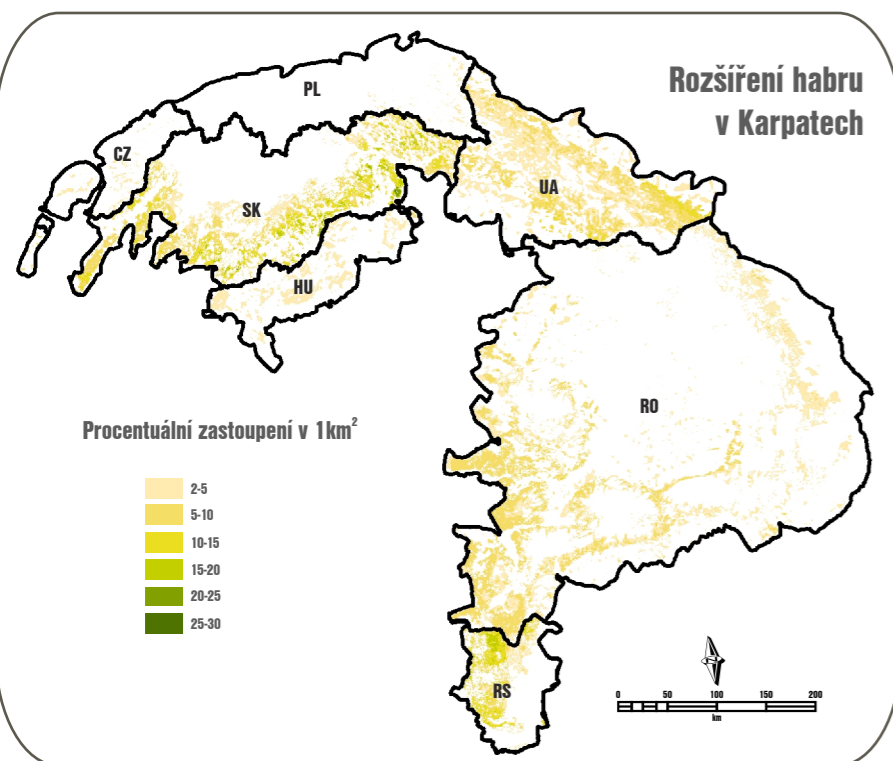 Rozšíření habru
v Karpatech
PL
CZ
SK
UA
HU
RO
RS
Procentuální zastoupení v 1km²
2-5
5-10
10-15
15-20
20-25
25-30
0 50 100 150 200
km